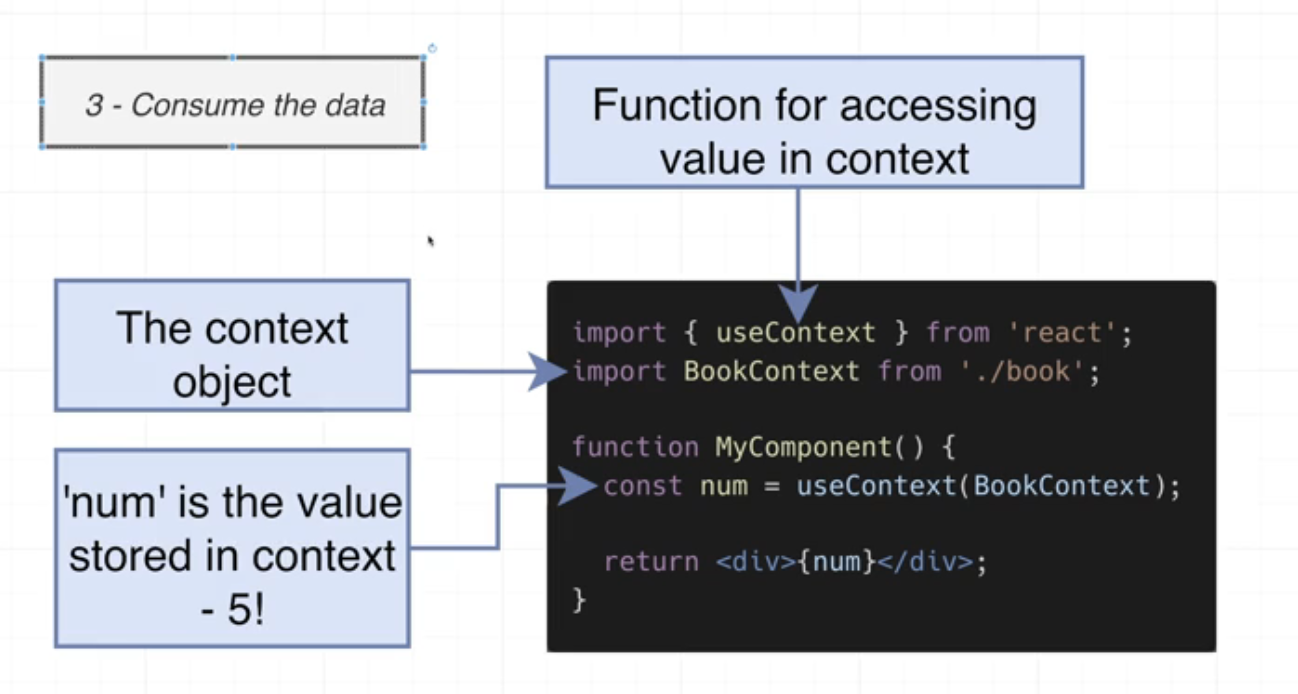 3 - Consume the data
Function for accessing
value in context
The context
object
'num' is the value
stored in context
- 5!
import { useContext } from 'react';
import BookContext from './book';
function MyComponent() {
const num = useContext(BookContext);
return <div>{num}</div>;
}